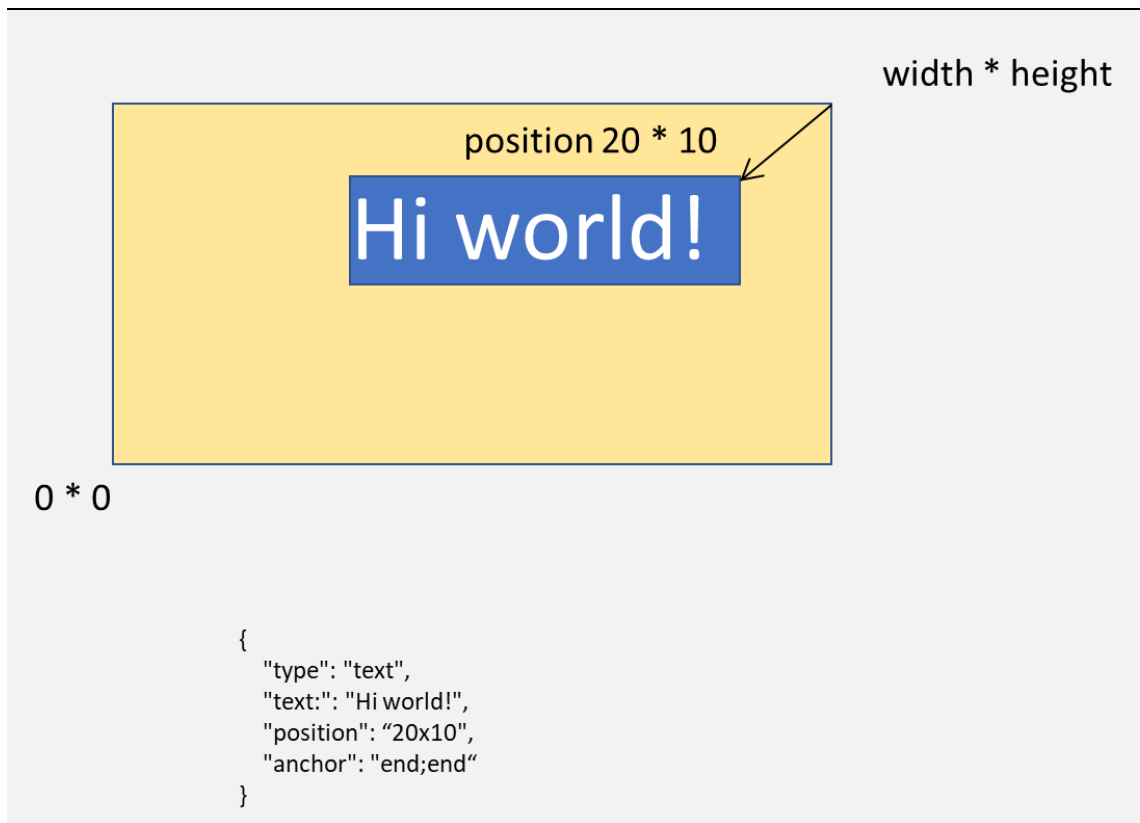 width * height
position 20 * 10
Hi world!
0 * 0
{
"type": "text",
"text:": "Hi world!",
"position": “20x10",
"anchor": "end;end“
}